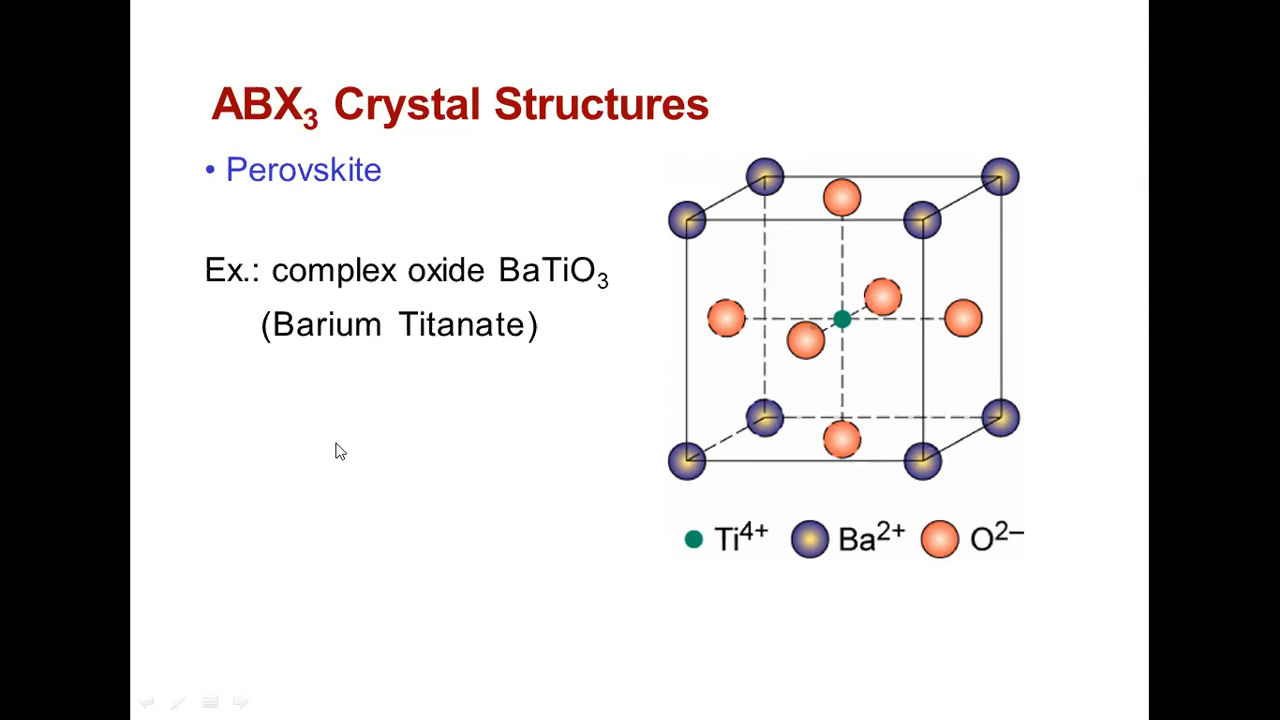 ABX₃ Crystal Structures
• Perovskite
Ex.: complex oxide BaTiO₃
(Barium Titanate)
Ti⁴⁺ Ba²⁺ O²⁻